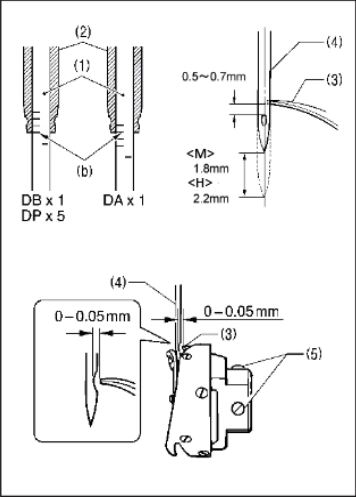 (2)
(1)
(b)
DB x 1
DP x 5
DA x 1
(4)
(3)
0.5～0.7mm
<M>
1.8mm
<H>
2.2mm
(4)
0－0.05mm
(3)
(5)
0－0.05mm